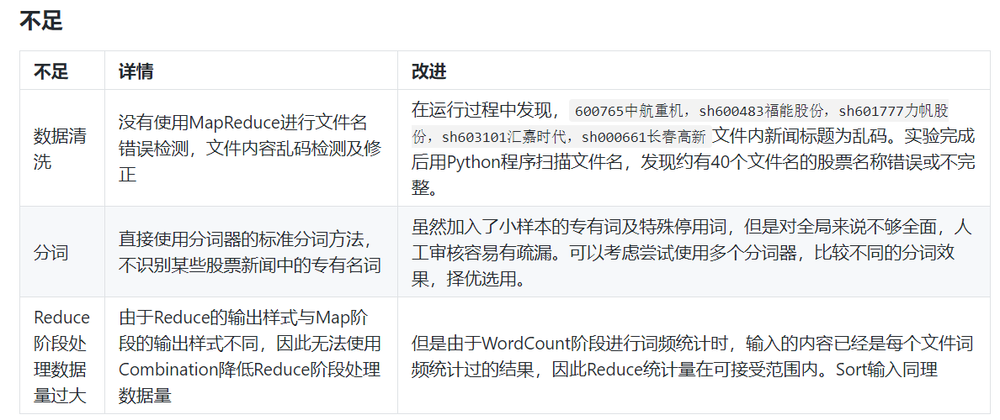 不足
不足
详情
改进
数据清
洗
没有使用MapReduce进行文件名
错误检测，文件内容乱码检测及修
正
在运行过程中发现，600765中航重机，sh600483福能股份，sh601777力帆股
份，sh603101汇嘉时代，sh000661长春高新文件内新闻标题为乱码。实验完成
后用Python程序扫描文件名，发现约有40个文件名的股票名称错误或不完
整。
分词
直接使用分词器的标准分词方法，
不识别某些股票新闻中的专有名词
虽然加入了小样本的专有词及特殊停用词，但是对全局来说不够全面，人
工审核容易有疏漏。可以考虑尝试使用多个分词器，比较不同的分词效
果，择优选用。
Reduce
阶段处
理数据
量过大
由于Reduce的输出样式与Map阶
段的输出样式不同，因此无法使用
Combination降低Reduce阶段处理
数据量
但是由于WordCount阶段进行词频统计时，输入的内容已经是每个文件词
频统计过的结果，因此Reduce统计量在可接受范围内。Sort输入同理